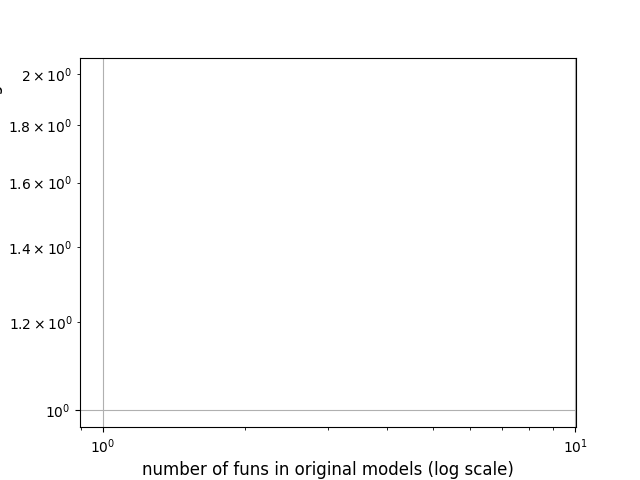 2 × 10⁰
1.8 × 10⁰
1.6 × 10⁰
1.4 × 10⁰
1.2 × 10⁰
10⁰
10⁰ 10¹
number of funs in original models (log scale)